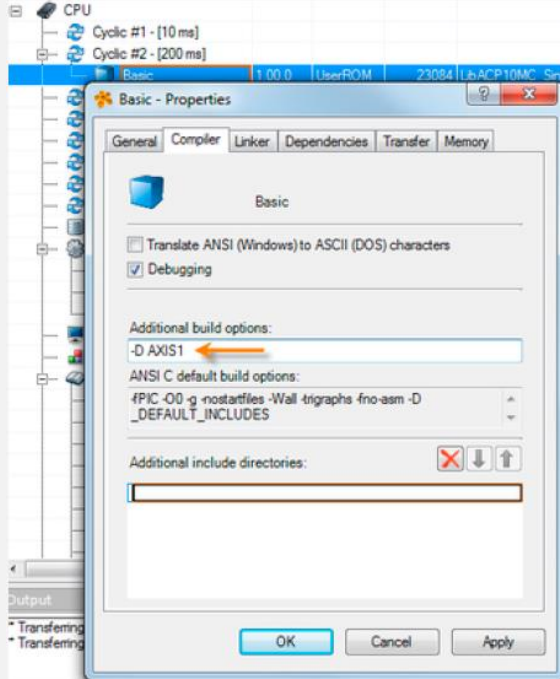 CPU
Cyclic #1 - [10 ms]
Cyclic #2 - [200 ms]
Basic 1.00.0 UserROM 23084 LibACP10MC_Sin
Basic - Properties
General Compiler Linker Dependencies Transfer Memory
Basic
Translate ANSI (Windows) to ASCII (DOS) characters
Debugging
Additional build options:
-D AXIS1
ANSI C default build options:
-fPIC -O0 -g -nostartfiles -Wall -trigraphs -fno-asm -D
_DEFAULT_INCLUDES
Additional include directories:
Output
* Transferring
* Transferring
OK Cancel Apply